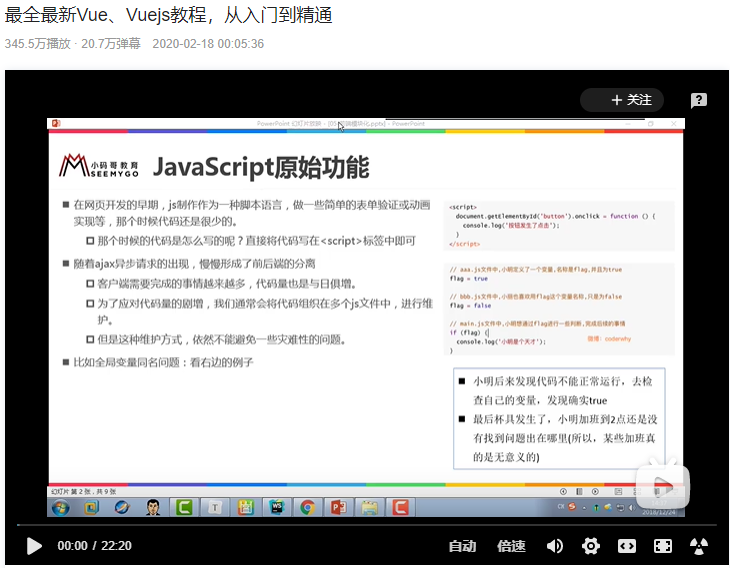 最全最新Vue、Vuejs教程，从入门到精通
345.5万播放 · 20.7万弹幕 2020-02-18 00:05:36
+ 关注
小码哥教育
SEEMYGO
JavaScript原始功能
■ 在网页开发的早期，js制作作为一种脚本语言，做一些简单的表单验证或动画
实现等，那个时候代码还是很少的。
那个时候的代码是怎么写的呢？直接将代码写在<script>标签中即可
■ 随着ajax异步请求的出现，慢慢形成了前后端的分离
客户端需要完成的事情越来越多，代码量也是与日俱增。
为了应对代码量的剧增，我们通常会将代码组织在多个js文件中，进行维
护。
但是这种维护方式，依然不能避免一些灾难性的问题。
■ 比如全局变量同名问题：看右边的例子
<script>
document.getElementById('button').onclick = function () {
console.log('按钮发生了点击');
}
</script>
// aaa.js文件中,小明定义了一个变量,名称是flag,并且为true
flag = true
// bbb.js文件中,小丽也喜欢用flag这个变量名称,只是为false
flag = false
// main.js文件中,小明想通过flag进行一些判断,完成后续的事情
if (flag) {
console.log('小明是个天才');
}
微博：coderwhy
■ 小明后来发现代码不能正常运行，去检
查自己的变量，发现确实true
■ 最后杯具发生了，小明加班到2点还是没
有找到问题出在哪里(所以，某些加班真
的是无意义的)
幻灯片 第 2 张，共 9 张
2018/12/24
00:00 / 22:20
自动
倍速